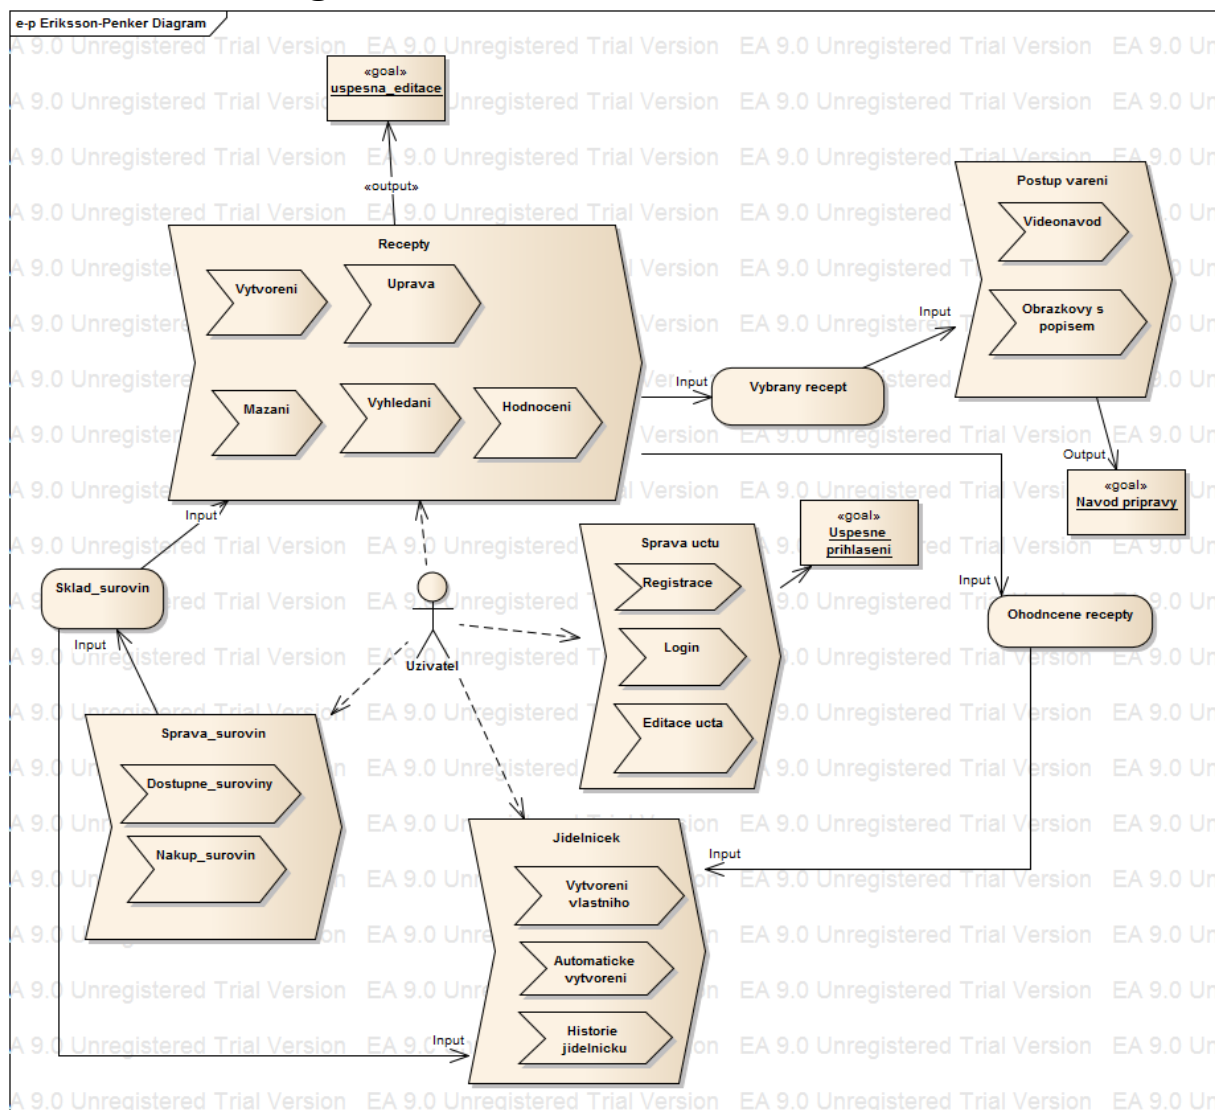 e-p Eriksson-Penker Diagram
«goal»
uspesna_editace
«output»
Recepty
Vytvoreni
Uprava
Mazani
Vyhledani
Hodnoceni
Postup vareni
Videonavod
Obrazkovy s
popisem
Input
Input
Vybrany recept
Output
«goal»
Navod pripravy
Input
Sklad_surovin
Input
Uzivatel
Sprava uctu
Registrace
Login
Editace ucta
«goal»
Uspesne
prihlaseni
Input
Ohodncene recepty
Sprava_surovin
Dostupne_suroviny
Nakup_surovin
Jidelnicek
Vytvoreni
vlastniho
Automaticke
vytvoreni
Historie
jidelnicku
Input
Input
EA 9.0 Unregistered Trial Version